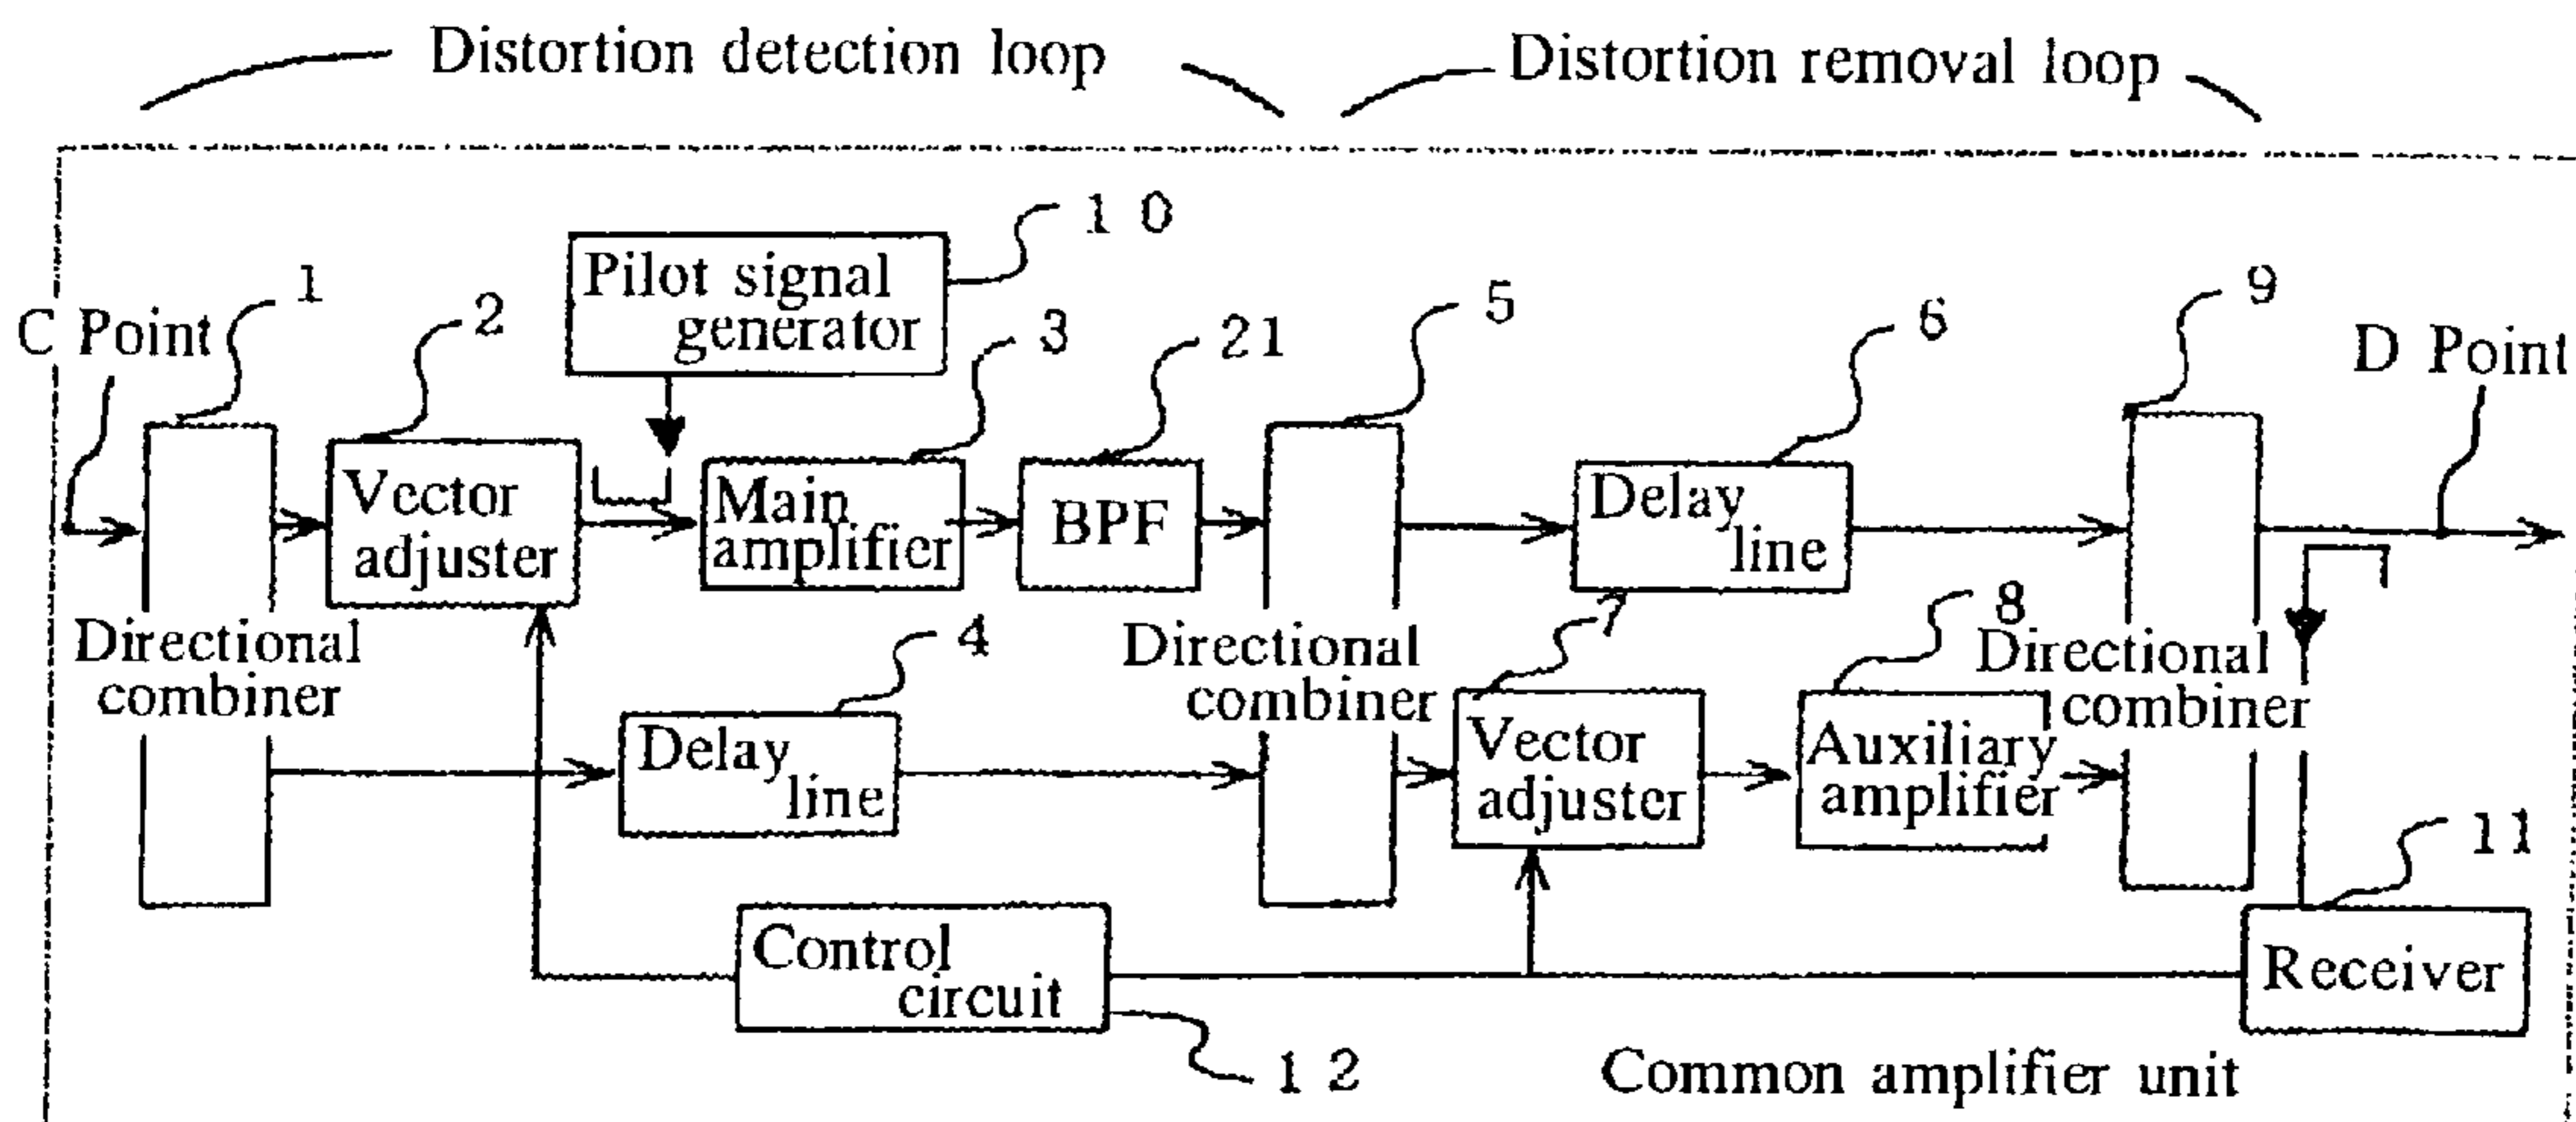 Distortion detection loop
Distortion removal loop
10
Pilot signal
generator
1
2
3
21
5
6
9
C Point
D Point
Vector
adjuster
Main
amplifier
BPF
Delay
line
Directional
combiner
4
Directional
combiner
7
8
Directional
combiner
Delay
line
Vector
adjuster
Auxiliary
amplifier
11
Control
circuit
Receiver
12
Common amplifier unit